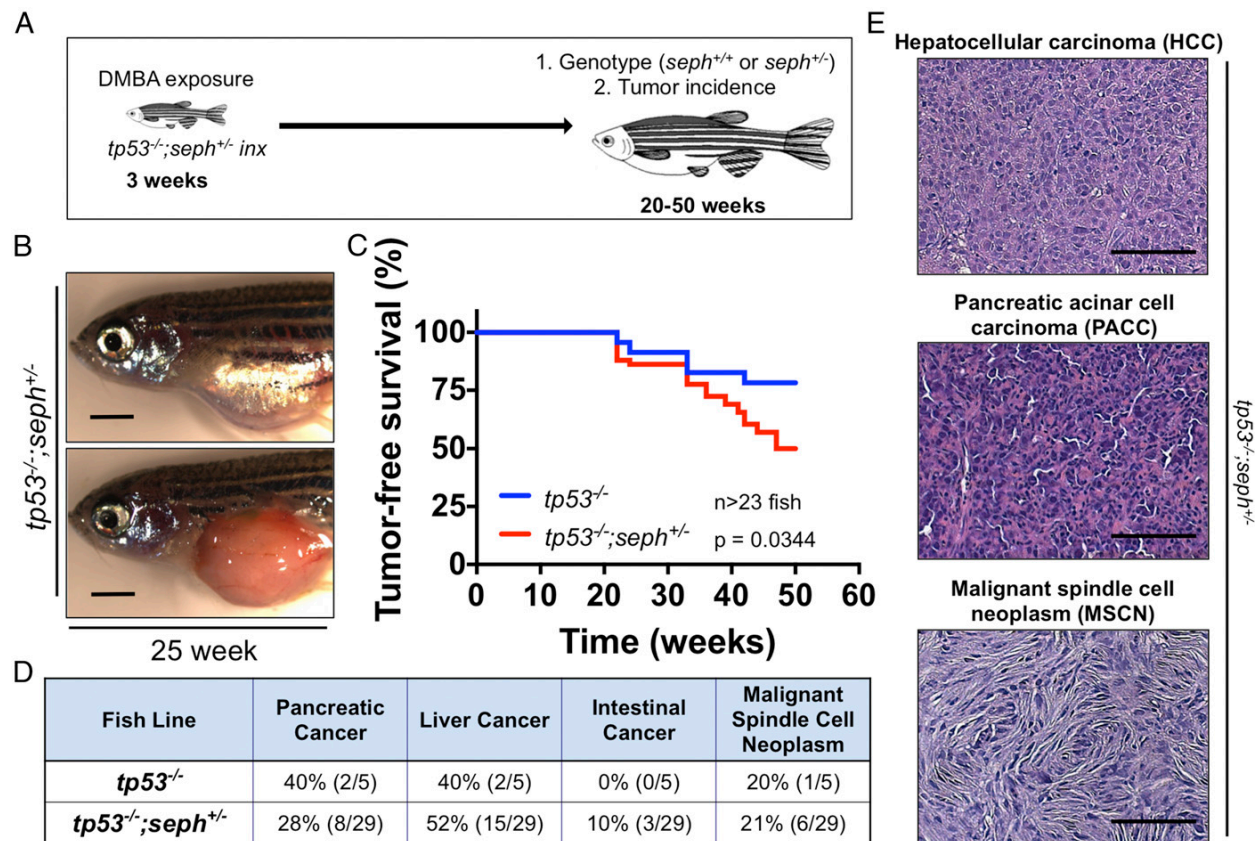 A
DMBA exposure
tp53-/-;seph+/- inx
3 weeks
1. Genotype (seph+/+ or seph+/-)
2. Tumor incidence
20-50 weeks
B
tp53-/-;seph+/-
25 week
C
Tumor-free survival (%)
100
75
50
25
0
tp53-/- n>23 fish
tp53-/-;seph+/- p = 0.0344
0 10 20 30 40 50 60
Time (weeks)
D
Fish Line
Pancreatic
Cancer
Liver Cancer
Intestinal
Cancer
Malignant
Spindle Cell
Neoplasm
tp53-/- 40% (2/5) 40% (2/5) 0% (0/5) 20% (1/5)
tp53-/-;seph+/- 28% (8/29) 52% (15/29) 10% (3/29) 21% (6/29)
E
Hepatocellular carcinoma (HCC)
Pancreatic acinar cell
carcinoma (PACC)
Malignant spindle cell
neoplasm (MSCN)
tp53-/-;seph+/-